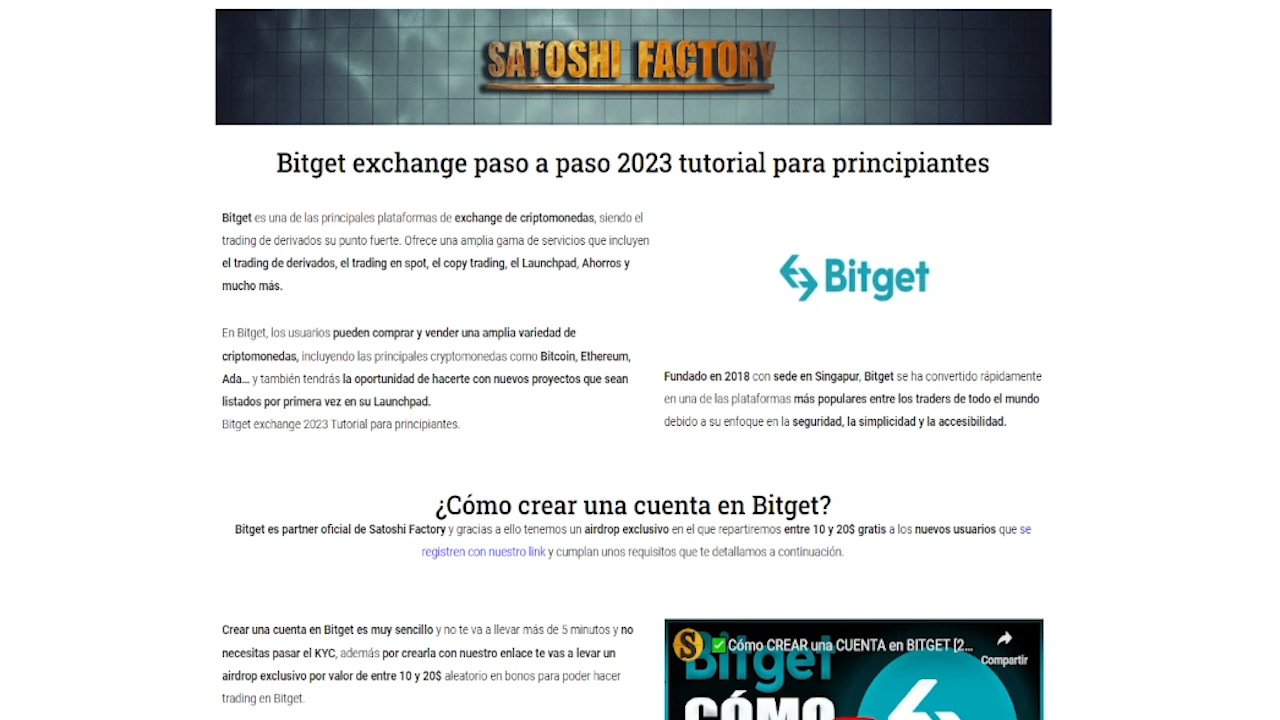 SATOSHI FACTORY
Bitget exchange paso a paso 2023 tutorial para principiantes
Bitget es una de las principales plataformas de exchange de criptomonedas, siendo el
trading de derivados su punto fuerte. Ofrece una amplia gama de servicios que incluyen
el trading de derivados, el trading en spot, el copy trading, el Launchpad, Ahorros y
mucho más.
En Bitget, los usuarios pueden comprar y vender una amplia variedad de
criptomonedas, incluyendo las principales cryptomonedas como Bitcoin, Ethereum,
Ada... y también tendrás la oportunidad de hacerte con nuevos proyectos que sean
listados por primera vez en su Launchpad.
Bitget exchange 2023 Tutorial para principiantes.
Bitget
Fundado en 2018 con sede en Singapur, Bitget se ha convertido rápidamente
en una de las plataformas más populares entre los traders de todo el mundo
debido a su enfoque en la seguridad, la simplicidad y la accesibilidad.
¿Cómo crear una cuenta en Bitget?
Bitget es partner oficial de Satoshi Factory y gracias a ello tenemos un airdrop exclusivo en el que repartiremos entre 10 y 20$ gratis a los nuevos usuarios que se
registren con nuestro link y cumplan unos requisitos que te detallamos a continuación.
Crear una cuenta en Bitget es muy sencillo y no te va a llevar más de 5 minutos y no
necesitas pasar el KYC, además por crearla con nuestro enlace te vas a levar un
airdrop exclusivo por valor de entre 10 y 20$ aleatorio en bonos para poder hacer
trading en Bitget.
S
✅Cómo CREAR una CUENTA en BITGET [2...
Compartir
Bitget
CÓMO